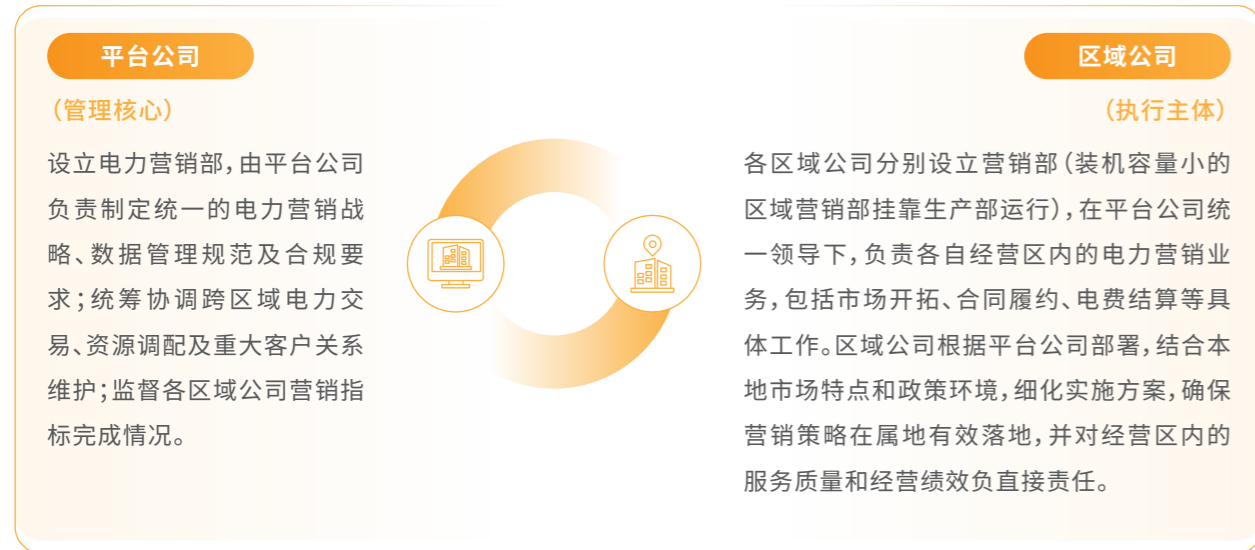 平台公司
(管理核心)
设立电力营销部,由平台公司
负责制定统一的电力营销战
略、数据管理规范及合规要
求;统筹协调跨区域电力交
易、资源调配及重大客户关系
维护;监督各区域公司营销指
标完成情况。
区域公司
(执行主体)
各区域公司分别设立营销部(装机容量小的
区域营销部挂靠生产部运行),在平台公司统
一领导下,负责各自经营区内的电力营销业
务,包括市场开拓、合同履约、电费结算等具
体工作。区域公司根据平台公司部署,结合本
地市场特点和政策环境,细化实施方案,确保
营销策略在属地有效落地,并对经营区内的
服务质量和经营绩效负直接责任。